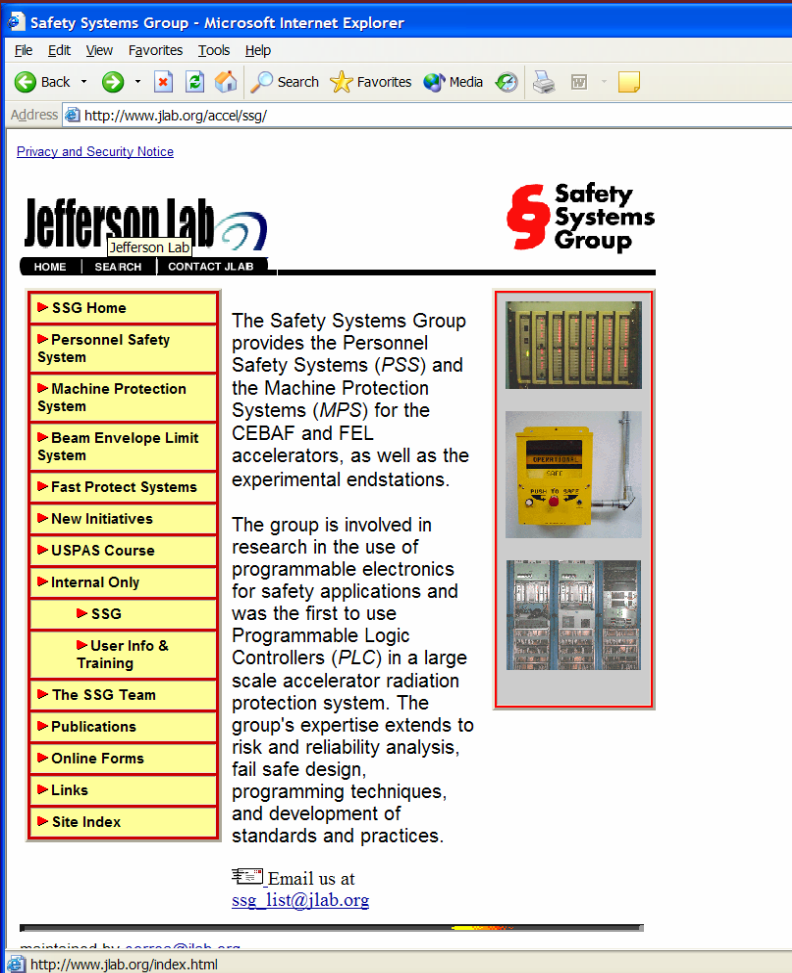 Safety Systems Group - Microsoft Internet Explorer
File Edit View Favorites Tools Help
Back Search Favorites Media
Address http://www.jlab.org/accel/ssg/
Privacy and Security Notice
Jefferson Lab
Jefferson Lab
HOME SEARCH CONTACT JLAB
Safety
Systems
Group
SSG Home
Personnel Safety
System
Machine Protection
System
Beam Envelope Limit
System
Fast Protect Systems
New Initiatives
USPAS Course
Internal Only
SSG
User Info &
Training
The SSG Team
Publications
Online Forms
Links
Site Index
The Safety Systems Group
provides the Personnel
Safety Systems (PSS) and
the Machine Protection
Systems (MPS) for the
CEBAF and FEL
accelerators, as well as the
experimental endstations.
The group is involved in
research in the use of
programmable electronics
for safety applications and
was the first to use
Programmable Logic
Controllers (PLC) in a large
scale accelerator radiation
protection system. The
group's expertise extends to
risk and reliability analysis,
fail safe design,
programming techniques,
and development of
standards and practices.
Email us at
ssg_list@jlab.org
OPERATIONAL
SAFE
PUSH TO SAFE
maintained by
http://www.jlab.org/index.html